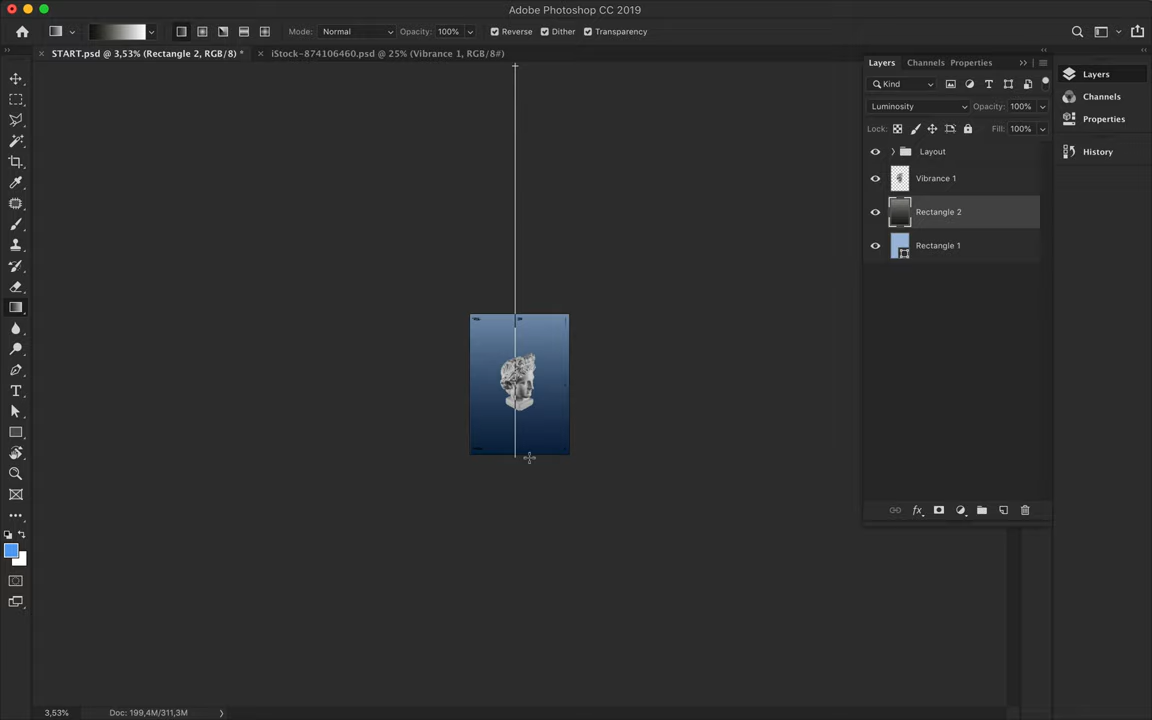 Adobe Photoshop CC 2019
Mode: Normal Opacity: 100% Reverse Dither Transparency
START.psd @ 3,53% (Rectangle 2, RGB/8) * iStock-874106460.psd @ 25% (Vibrance 1, RGB/8#)
Layers Channels Properties
Kind
Luminosity Opacity: 100%
Lock: Fill: 100%
Layout
Vibrance 1
Rectangle 2
Rectangle 1
fx
Layers
Channels
Properties
History
3,53% Doc: 199,4M/311,3M